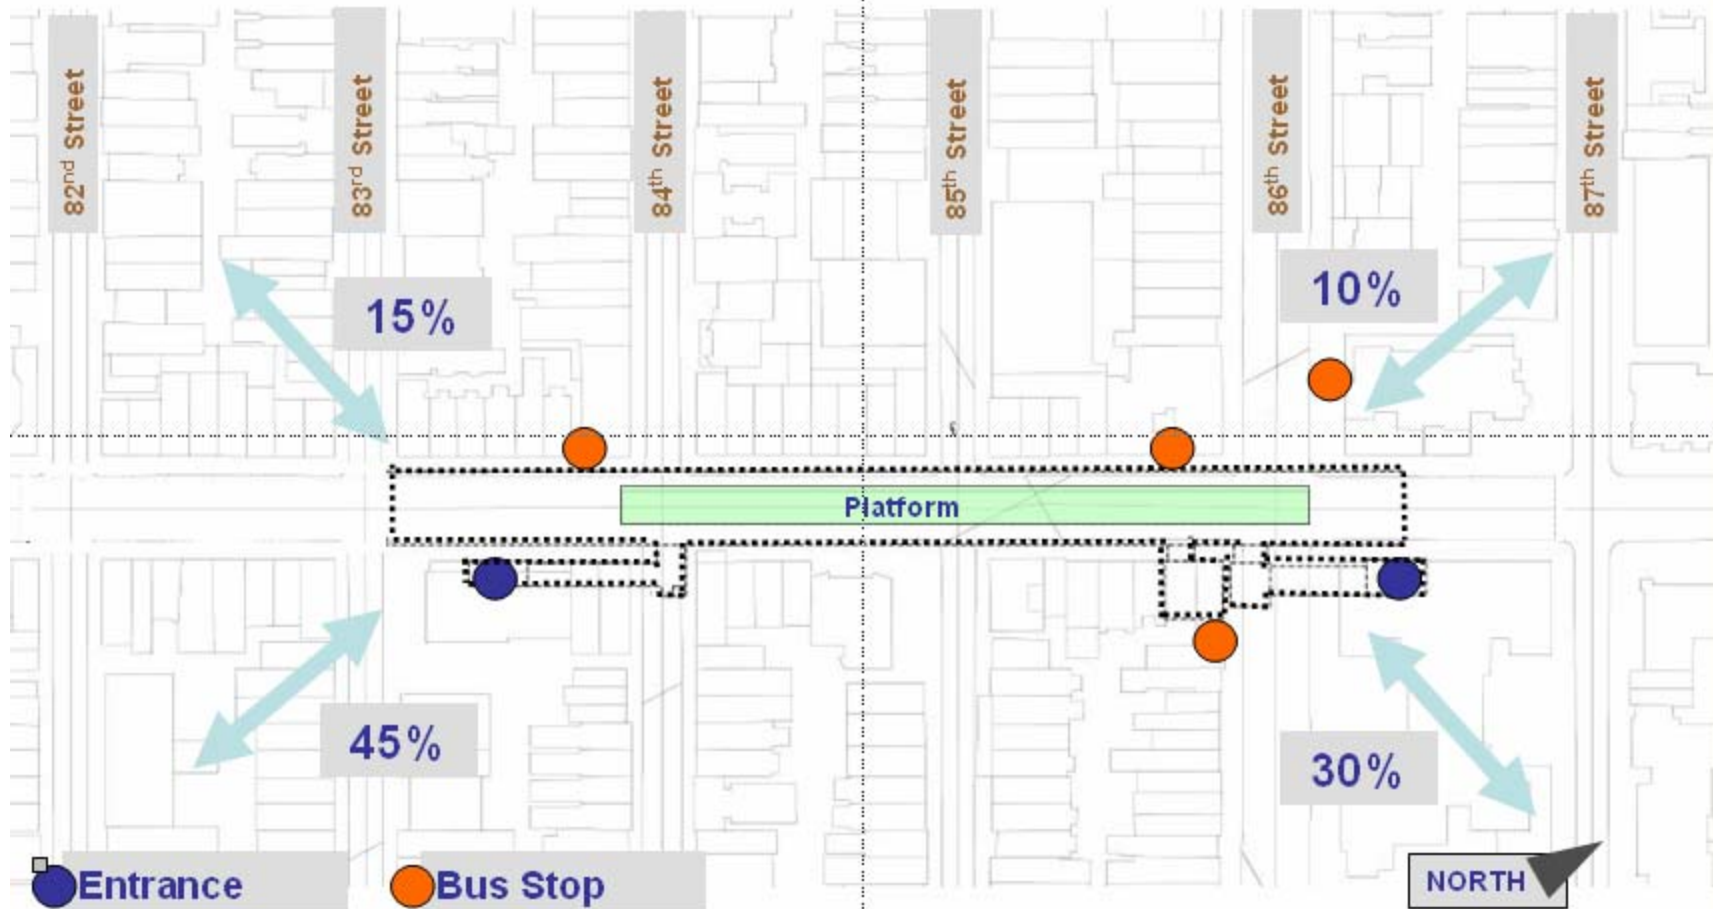 82nd Street
83rd Street
84th Street
85th Street
86th Street
87th Street
15%
10%
Platform
45%
30%
Entrance
Bus Stop
NORTH